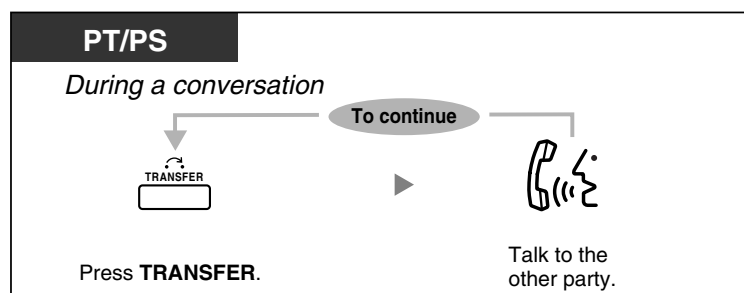 PT/PS
During a conversation
To continue
TRANSFER
Press TRANSFER.
Talk to the
other party.